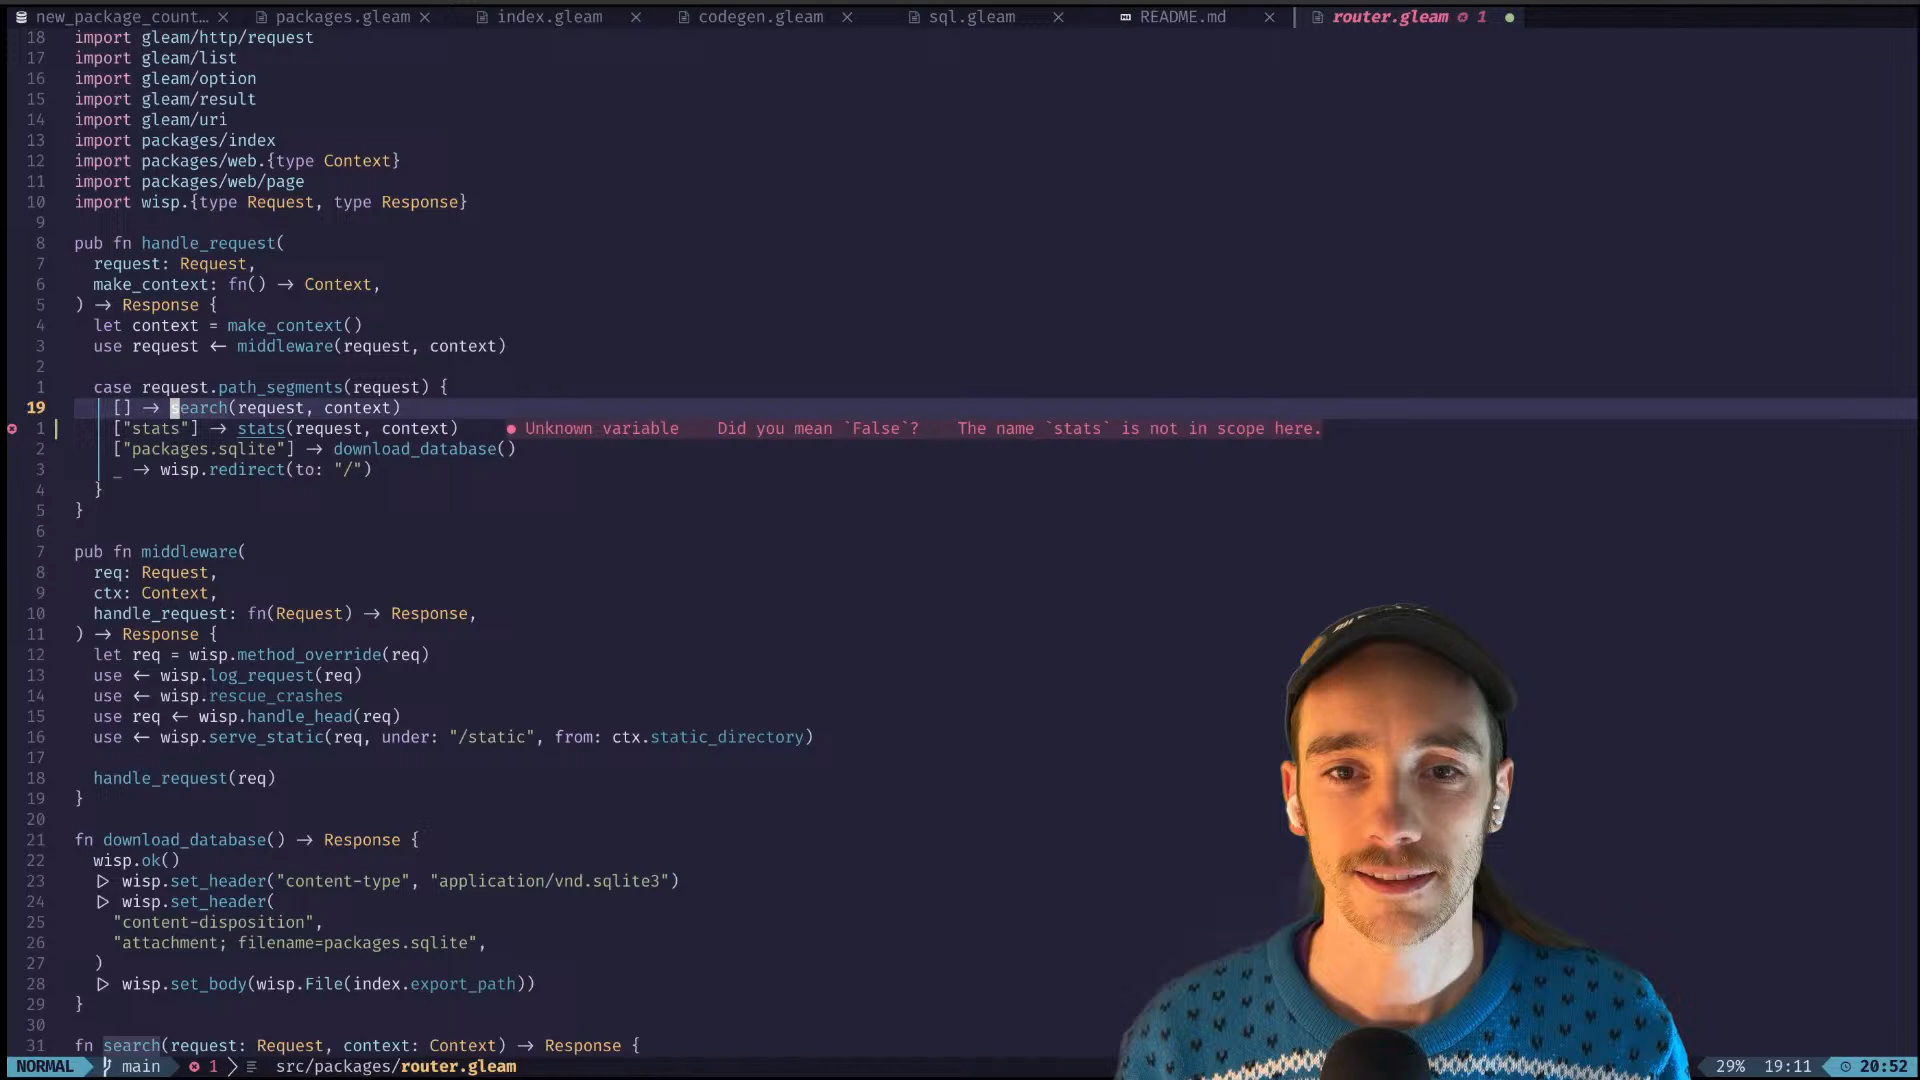 new_package_count... × packages.gleam × index.gleam × codegen.gleam × sql.gleam × README.md × router.gleam 1 ●
18 import gleam/http/request
17 import gleam/list
16 import gleam/option
15 import gleam/result
14 import gleam/uri
13 import packages/index
12 import packages/web.{type Context}
11 import packages/web/page
10 import wisp.{type Request, type Response}
9
8 pub fn handle_request(
7 request: Request,
6 make_context: fn() → Context,
5 ) → Response {
4 let context = make_context()
3 use request ← middleware(request, context)
2
1 case request.path_segments(request) {
19 [] → search(request, context)
1 ["stats"] → stats(request, context) ● Unknown variable Did you mean `False`? The name `stats` is not in scope here.
2 ["packages.sqlite"] → download_database()
3 _ → wisp.redirect(to: "/")
4 }
5 }
6
7 pub fn middleware(
8 req: Request,
9 ctx: Context,
10 handle_request: fn(Request) → Response,
11 ) → Response {
12 let req = wisp.method_override(req)
13 use ← wisp.log_request(req)
14 use ← wisp.rescue_crashes
15 use req ← wisp.handle_head(req)
16 use ← wisp.serve_static(req, under: "/static", from: ctx.static_directory)
17
18 handle_request(req)
19 }
20
21 fn download_database() → Response {
22 wisp.ok()
23 ▷ wisp.set_header("content-type", "application/vnd.sqlite3")
24 ▷ wisp.set_header(
25 "content-disposition",
26 "attachment; filename=packages.sqlite",
27 )
28 ▷ wisp.set_body(wisp.File(index.export_path))
29 }
30
31 fn search(request: Request, context: Context) → Response {
NORMAL main 1 src/packages/router.gleam 29% 19:11 20:52